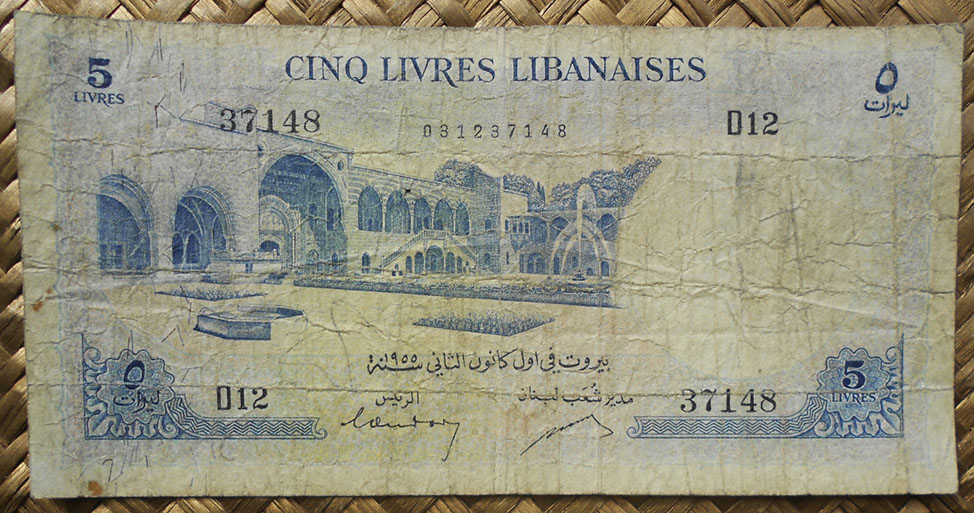 5 LIVRES
CINQ LIVRES LIBANAISES
٥ ليرات
37148
031237148
D12
بيروت في اول كانون الثاني سنة ١٩٥٥
٥ ليرات
D12
الرئيس
مدير شعب لبنان
37148
5 LIVRES